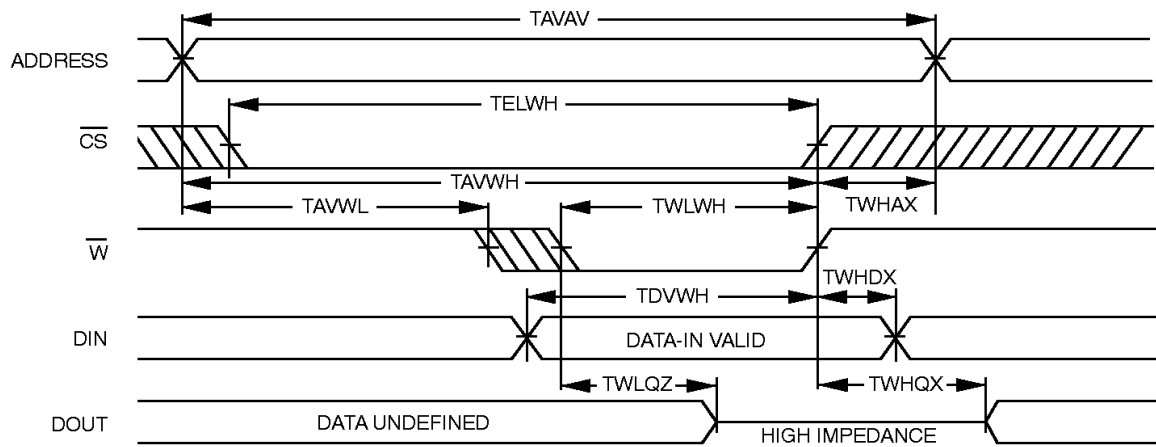 TAVAV
ADDRESS
TELWH
CS
TAVWH
TAVWL
TWLWH
TWHAX
W
TWHDX
TDVWH
DIN
DATA-IN VALID
TWLQZ
TWHQX
DOUT
DATA UNDEFINED
HIGH IMPEDANCE